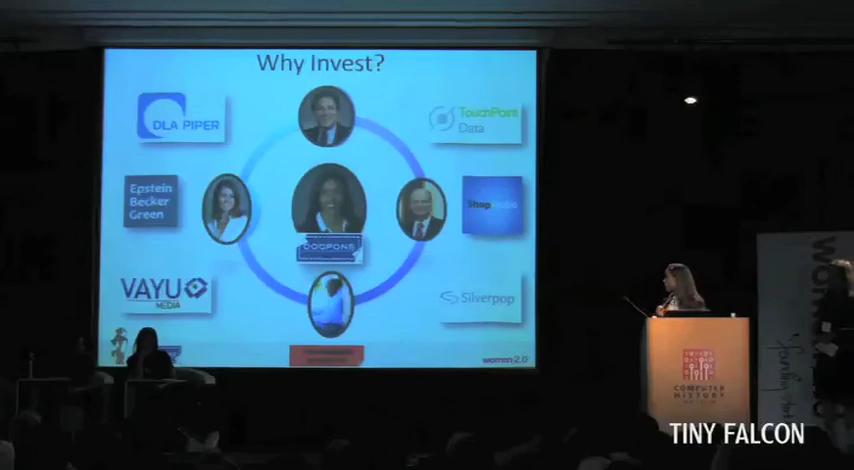 Why Invest?
DLA PIPER
TouchPoint
Data
Epstein
Becker
Green
DOGPONS
VAYU
MEDIA
Silverpop
women 2.0
COMPUTER
HISTORY
TINY FALCON